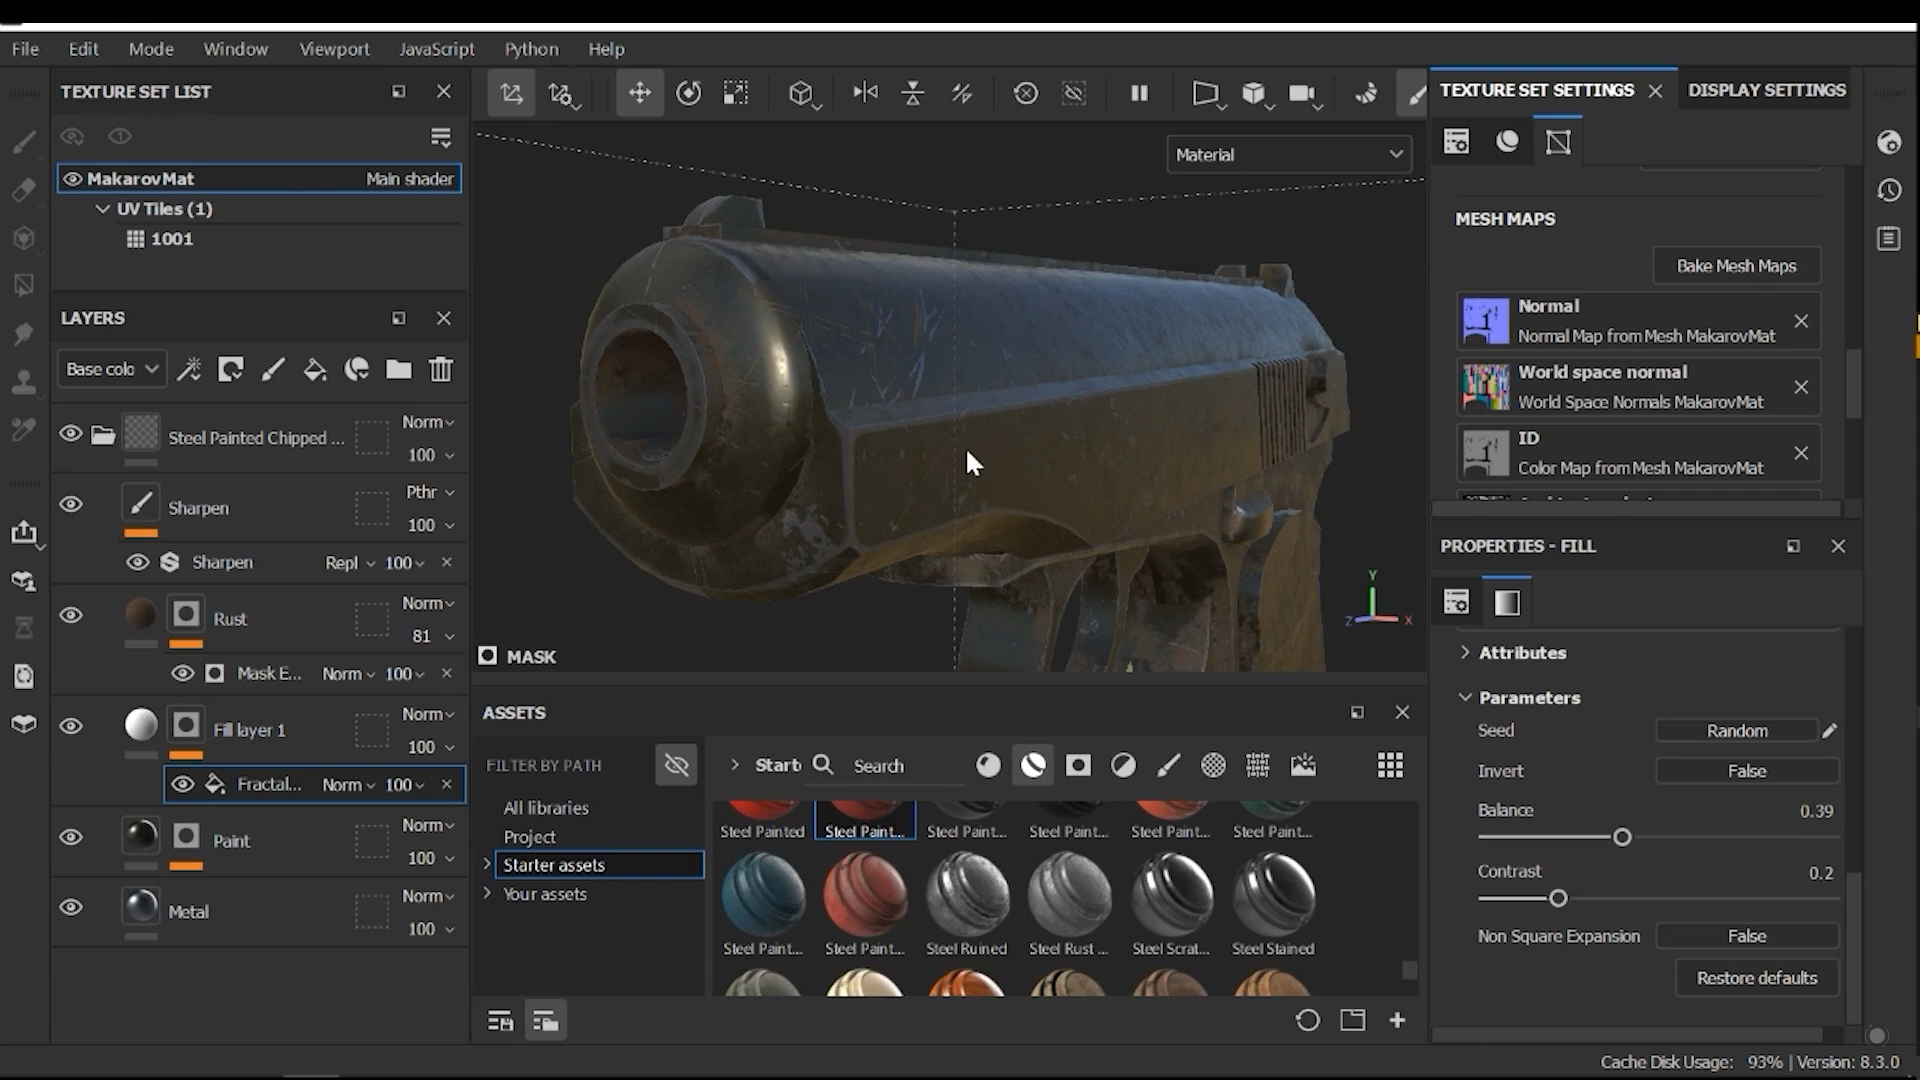 File Edit Mode Window Viewport JavaScript Python Help
TEXTURE SET LIST
MakarovMat Main shader
UV Tiles (1)
1001
LAYERS
Base colo
Steel Painted Chipped ... Norm
100
Sharpen Pthr
100
Sharpen Repl 100
Rust Norm
81
Mask E... Norm 100
Fill layer 1 Norm
100
Fractal... Norm 100
Paint Norm
100
Metal Norm
100
Material
Y
Z X
MASK
ASSETS
FILTER BY PATH
All libraries
Project
Starter assets
Your assets
Start Search
Steel Painted Steel Paint... Steel Paint... Steel Paint... Steel Paint... Steel Paint...
Steel Paint... Steel Paint... Steel Ruined Steel Rust ... Steel Scrat... Steel Stained
TEXTURE SET SETTINGS DISPLAY SETTINGS
MESH MAPS
Bake Mesh Maps
Normal
Normal Map from Mesh MakarovMat
World space normal
World Space Normals MakarovMat
ID
Color Map from Mesh MakarovMat
PROPERTIES - FILL
Attributes
Parameters
Seed Random
Invert False
Balance 0.39
Contrast 0.2
Non Square Expansion False
Restore defaults
Cache Disk Usage: 93% | Version: 8.3.0